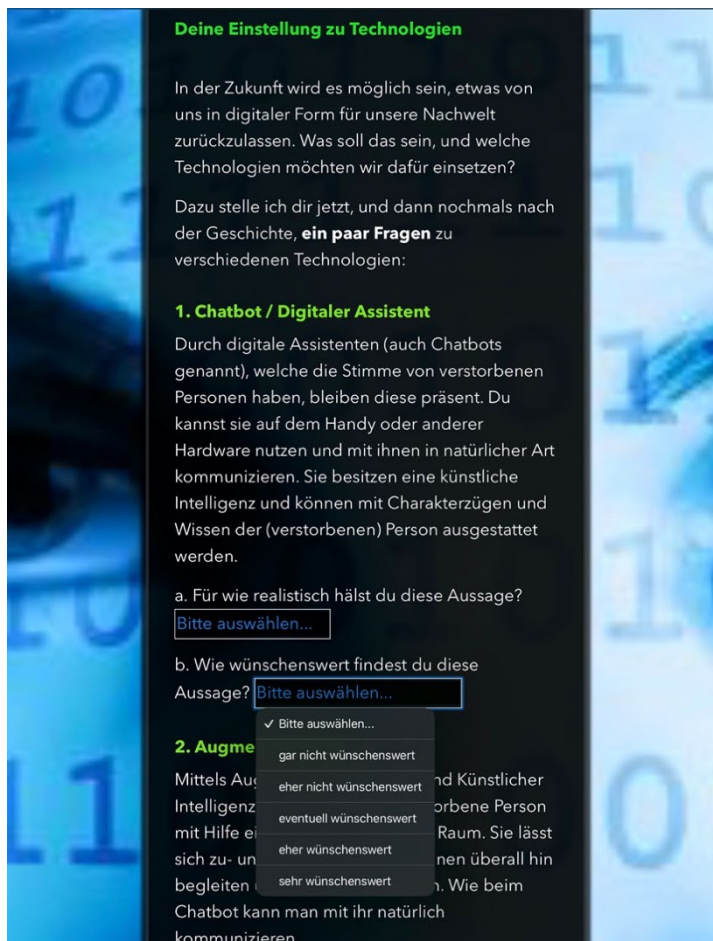 Deine Einstellung zu Technologien
In der Zukunft wird es möglich sein, etwas von
uns in digitaler Form für unsere Nachwelt
zurückzulassen. Was soll das sein, und welche
Technologien möchten wir dafür einsetzen?
Dazu stelle ich dir jetzt, und dann nochmals nach
der Geschichte, ein paar Fragen zu
verschiedenen Technologien:
1. Chatbot / Digitaler Assistent
Durch digitale Assistenten (auch Chatbots
genannt), welche die Stimme von verstorbenen
Personen haben, bleiben diese präsent. Du
kannst sie auf dem Handy oder anderer
Hardware nutzen und mit ihnen in natürlicher Art
kommunizieren. Sie besitzen eine künstliche
Intelligenz und können mit Charakterzügen und
Wissen der (verstorbenen) Person ausgestattet
werden.
a. Für wie realistisch hälst du diese Aussage?
Bitte auswählen...
b. Wie wünschenswert findest du diese
Aussage? Bitte auswählen...
✓ Bitte auswählen...
gar nicht wünschenswert
eher nicht wünschenswert
eventuell wünschenswert
eher wünschenswert
sehr wünschenswert
2. Augme
Mittels Au nd Künstlicher
Intelligenz orbene Person
mit Hilfe ei Raum. Sie lässt
sich zu- un nen überall hin
begleiten n. Wie beim
Chatbot kann man mit ihr natürlich
kommunizieren